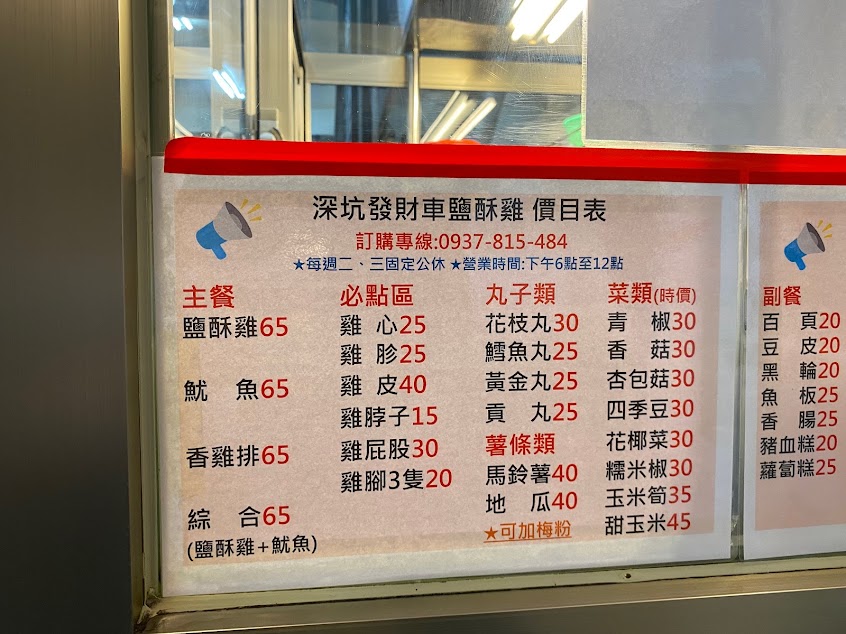 深坑發財車鹽酥雞 價目表
訂購專線:0937-815-484
★每週二、三固定公休 ★營業時間:下午6點至12點
主餐
鹽酥雞65
魷 魚65
香雞排65
綜 合65
(鹽酥雞+魷魚)
必點區
雞 心25
雞 胗25
雞 皮40
雞脖子15
雞屁股30
雞腳3隻20
丸子類
花枝丸30
鱈魚丸25
黃金丸25
貢 丸25
薯條類
馬鈴薯40
地 瓜40
★可加梅粉
菜類(時價)
青 椒30
香 菇30
杏包菇30
四季豆30
花椰菜30
糯米椒30
玉米筍35
甜玉米45
副餐
百 頁20
豆 皮20
黑 輪20
魚 板25
香 腸25
豬血糕20
蘿蔔糕25